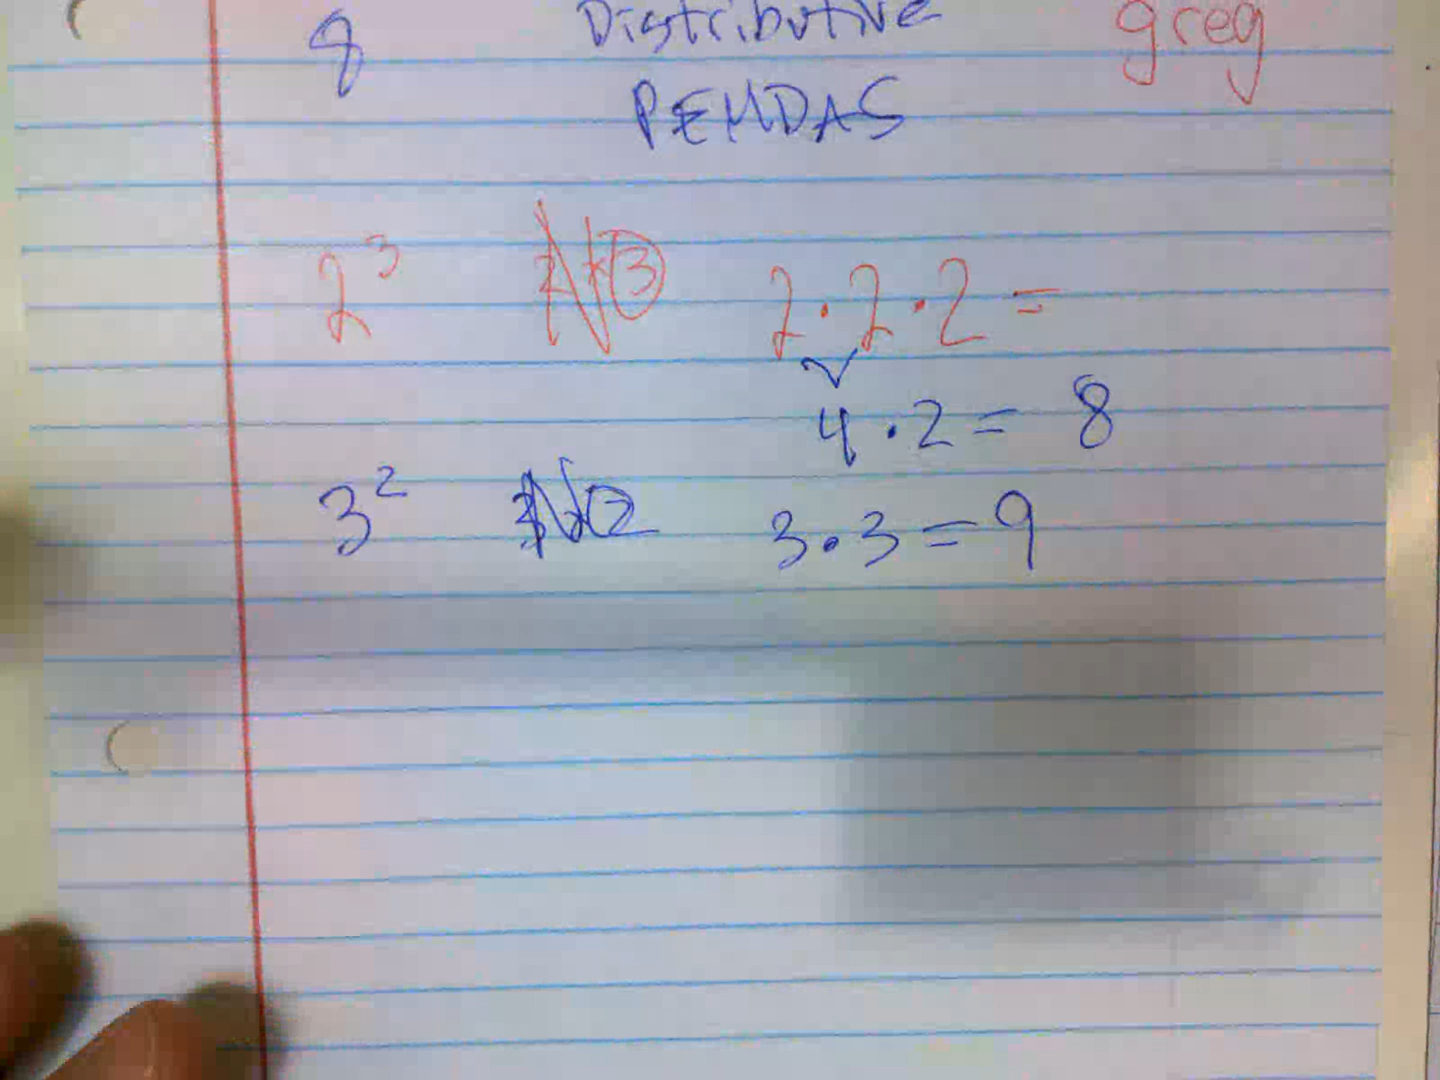 8 Distributive greg
PEMDAS
2³ 2·2·2=
4·2= 8
3² 3·3=9